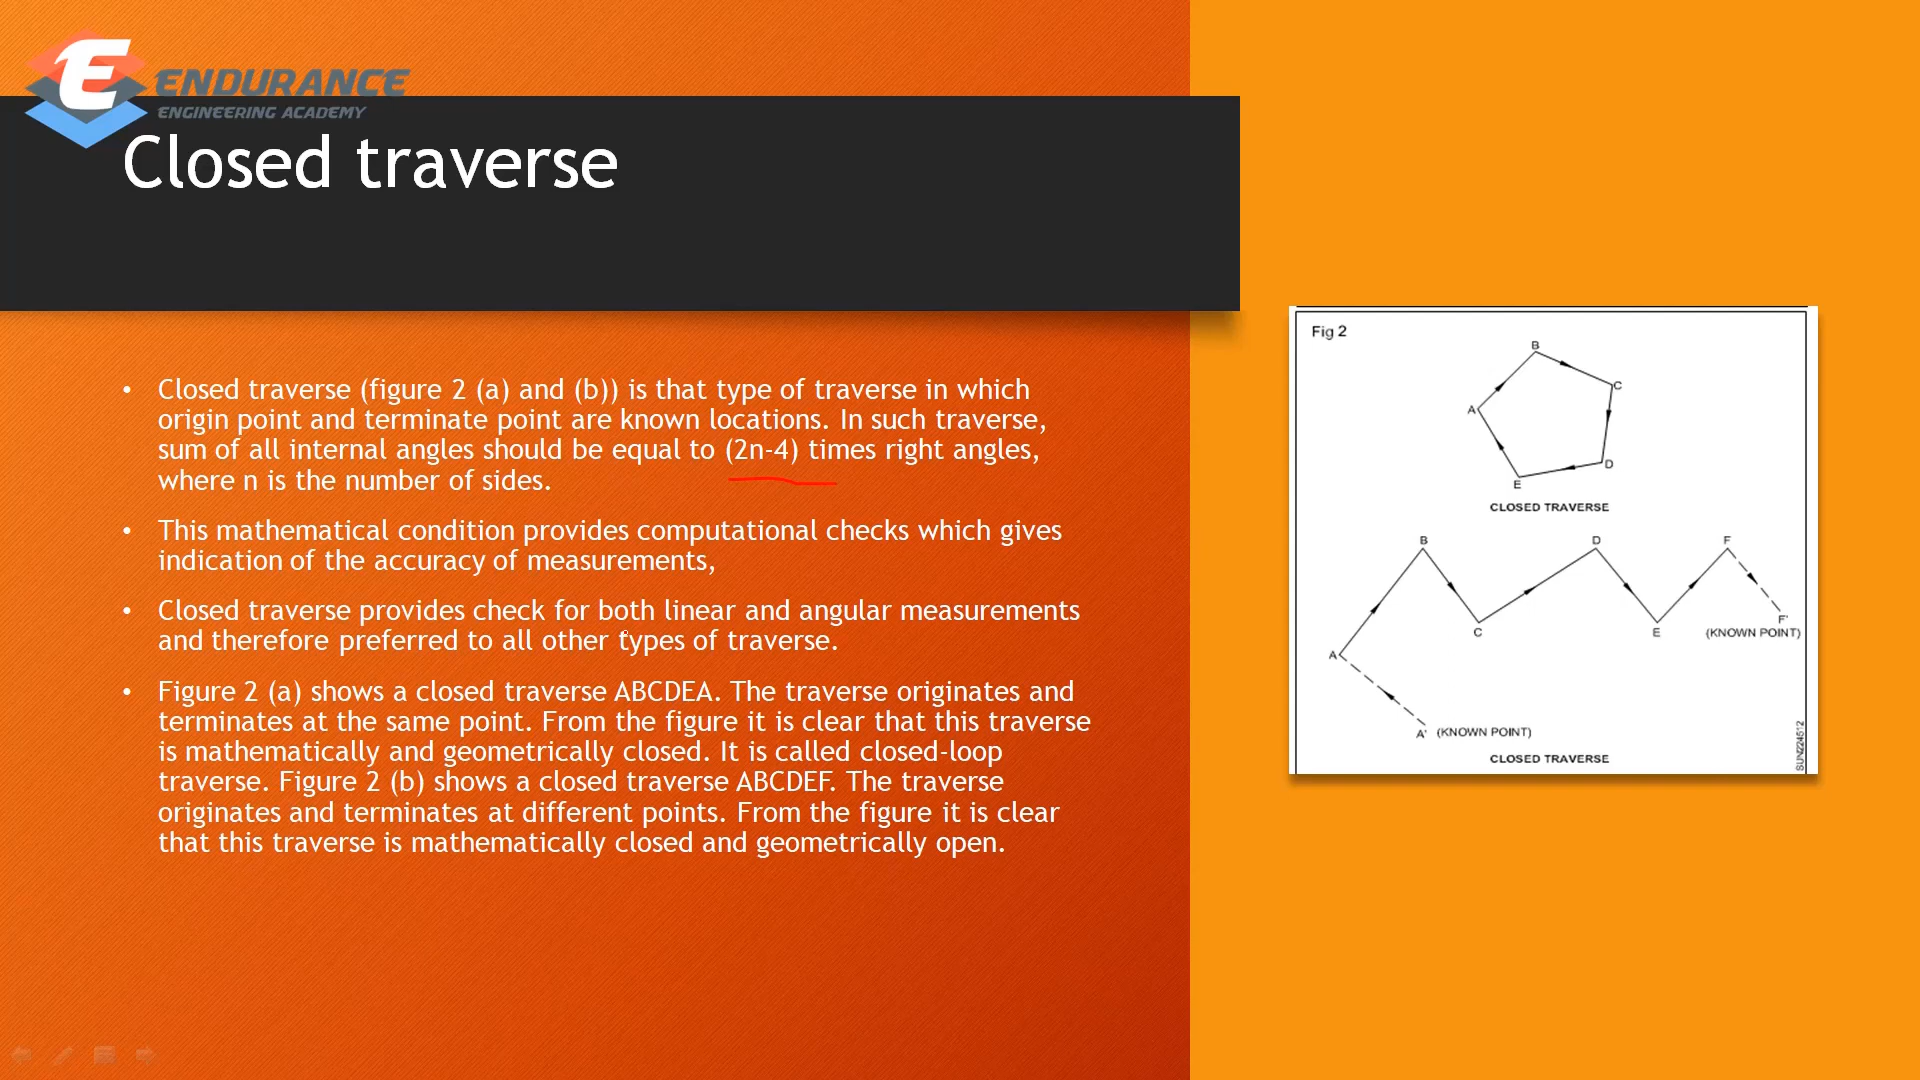 ENDURANCE
ENGINEERING ACADEMY
Closed traverse
• Closed traverse (figure 2 (a) and (b)) is that type of traverse in which
origin point and terminate point are known locations. In such traverse,
sum of all internal angles should be equal to (2n-4) times right angles,
where n is the number of sides.
• This mathematical condition provides computational checks which gives
indication of the accuracy of measurements,
• Closed traverse provides check for both linear and angular measurements
and therefore preferred to all other types of traverse.
• Figure 2 (a) shows a closed traverse ABCDEA. The traverse originates and
terminates at the same point. From the figure it is clear that this traverse
is mathematically and geometrically closed. It is called closed-loop
traverse. Figure 2 (b) shows a closed traverse ABCDEF. The traverse
originates and terminates at different points. From the figure it is clear
that this traverse is mathematically closed and geometrically open.
Fig 2
B
C
A
D
E
CLOSED TRAVERSE
B
D
F
F'
C
E
(KNOWN POINT)
A
A' (KNOWN POINT)
CLOSED TRAVERSE
SUN224512